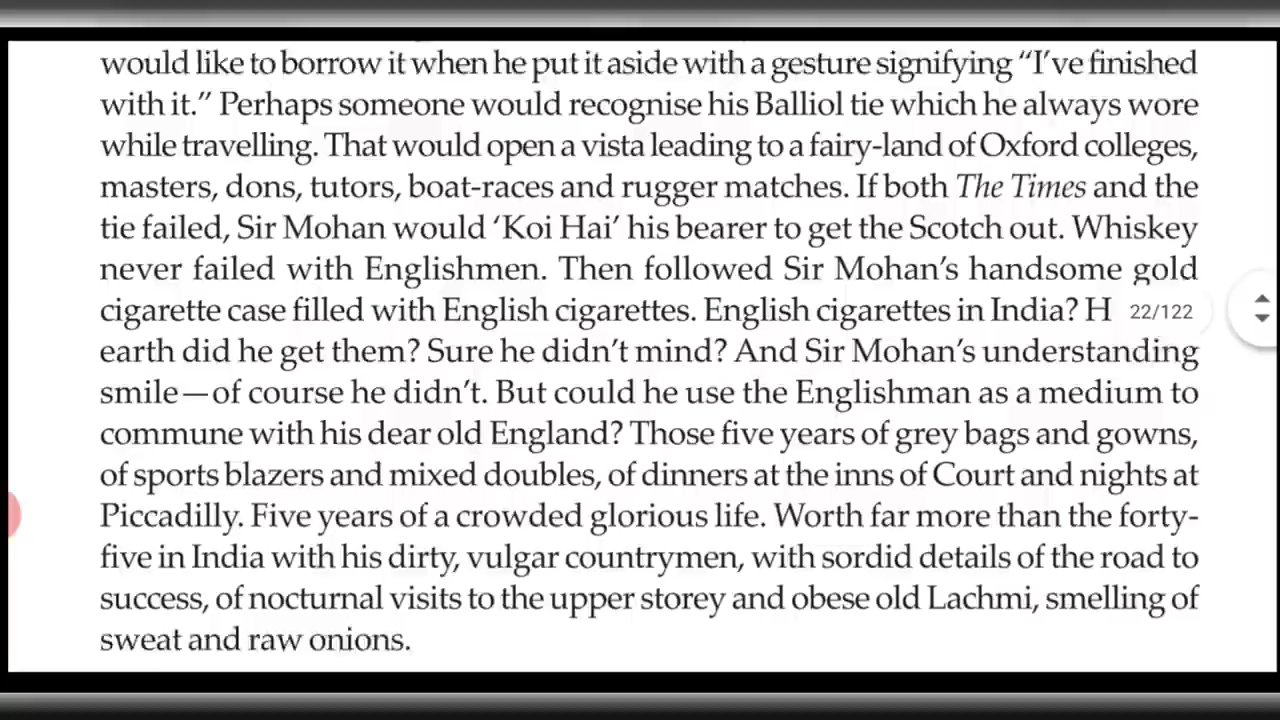 would like to borrow it when he put it aside with a gesture signifying “I’ve finished
with it.” Perhaps someone would recognise his Balliol tie which he always wore
while travelling. That would open a vista leading to a fairy-land of Oxford colleges,
masters, dons, tutors, boat-races and rugger matches. If both The Times and the
tie failed, Sir Mohan would ‘Koi Hai’ his bearer to get the Scotch out. Whiskey
never failed with Englishmen. Then followed Sir Mohan’s handsome gold
cigarette case filled with English cigarettes. English cigarettes in India? H 22/122
earth did he get them? Sure he didn’t mind? And Sir Mohan’s understanding
smile—of course he didn’t. But could he use the Englishman as a medium to
commune with his dear old England? Those five years of grey bags and gowns,
of sports blazers and mixed doubles, of dinners at the inns of Court and nights at
Piccadilly. Five years of a crowded glorious life. Worth far more than the forty-
five in India with his dirty, vulgar countrymen, with sordid details of the road to
success, of nocturnal visits to the upper storey and obese old Lachmi, smelling of
sweat and raw onions.